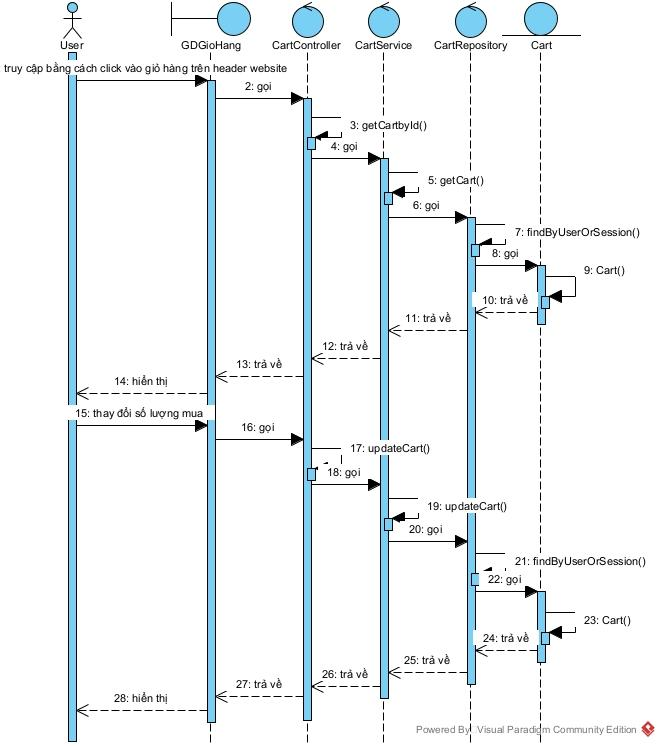 User
GDGioHang
CartController
CartService
CartRepository
Cart
truy cập bằng cách click vào giỏ hàng trên header website
2: gọi
3: getCartbyId()
4: gọi
5: getCart()
6: gọi
7: findByUserOrSession()
8: gọi
9: Cart()
10: trả về
11: trả về
12: trả về
13: trả về
14: hiển thị
15: thay đổi số lượng mua
16: gọi
17: updateCart()
18: gọi
19: updateCart()
20: gọi
21: findByUserOrSession()
22: gọi
23: Cart()
24: trả về
25: trả về
26: trả về
27: trả về
28: hiển thị
Powered By: Visual Paradigm Community Edition